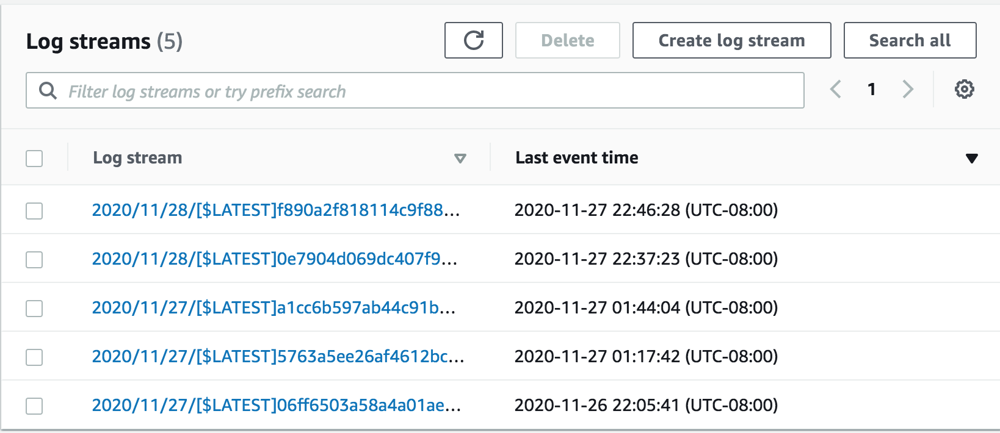 Log streams (5)
Delete
Create log stream
Search all
Filter log streams or try prefix search
1
Log stream
Last event time
2020/11/28/[$LATEST]f890a2f818114c9f88... 2020-11-27 22:46:28 (UTC-08:00)
2020/11/28/[$LATEST]0e7904d069dc407f9... 2020-11-27 22:37:23 (UTC-08:00)
2020/11/27/[$LATEST]a1cc6b597ab44c91b... 2020-11-27 01:44:04 (UTC-08:00)
2020/11/27/[$LATEST]5763a5ee26af4612bc... 2020-11-27 01:17:42 (UTC-08:00)
2020/11/27/[$LATEST]06ff6503a58a4a01ae... 2020-11-26 22:05:41 (UTC-08:00)